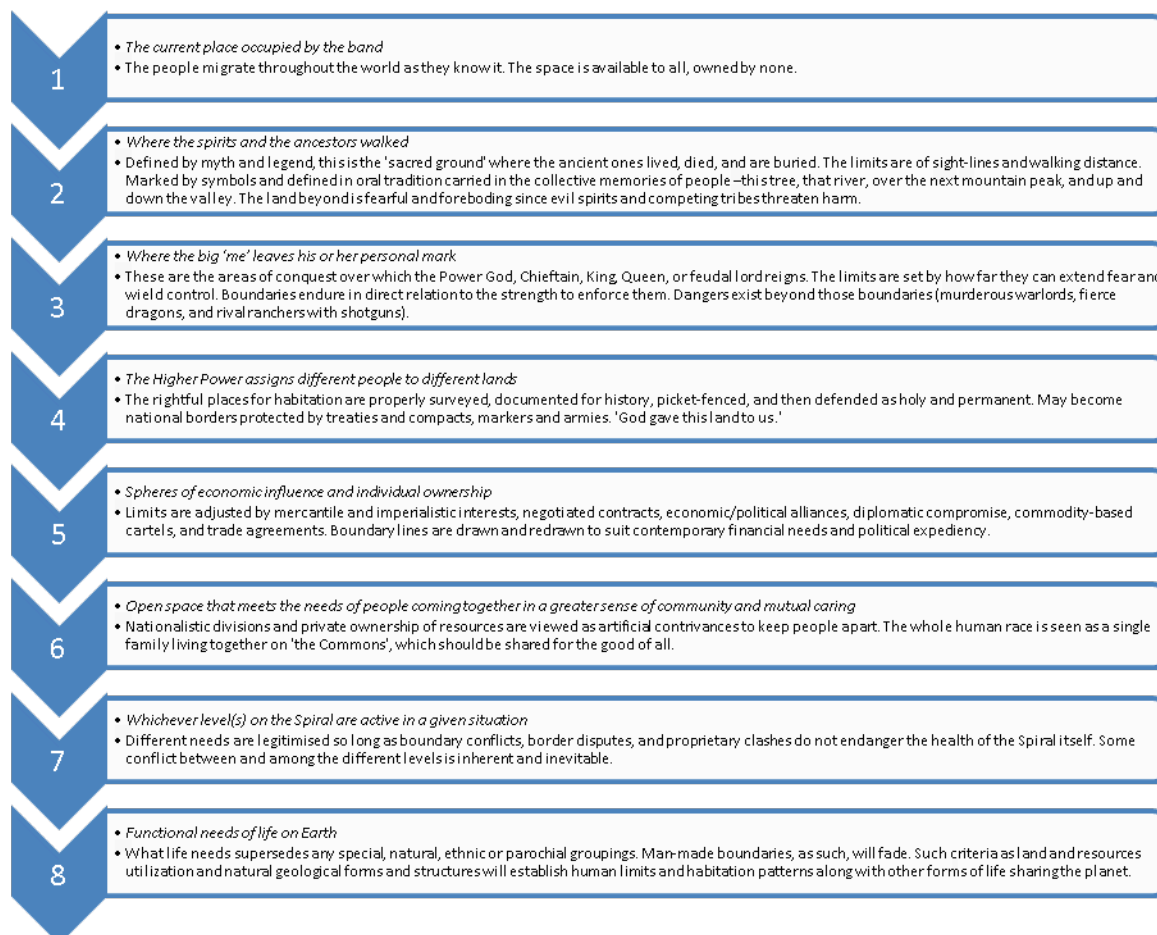 1
• The current place occupied by the band
• The people migrate throughout the world as they know it. The space is available to all, owned by none.
2
• Where the spirits and the ancestors walked
• Defined by myth and legend, this is the 'sacred ground' where the ancient ones lived, died, and are buried. The limits are of sight-lines and walking distance.
Marked by symbols and defined in oral tradition carried in the collective memories of people –this tree, that river, over the next mountain peak, and up and
down the valley. The land beyond is fearful and foreboding since evil spirits and competing tribes threaten harm.
3
• Where the big ‘me’ leaves his or her personal mark
• These are the areas of conquest over which the Power God, Chieftain, King, Queen, or feudal lord reigns. The limits are set by how far they can extend fear and
wield control. Boundaries endure in direct relation to the strength to enforce them. Dangers exist beyond those boundaries (murderous warlords, fierce
dragons, and rival ranchers with shotguns).
4
• The Higher Power assigns different people to different lands
• The rightful places for habitation are properly surveyed, documented for history, picket-fenced, and then defended as holy and permanent. May become
national borders protected by treaties and compacts, markers and armies. 'God gave this land to us.'
5
• Spheres of economic influence and individual ownership
• Limits are adjusted by mercantile and imperialistic interests, negotiated contracts, economic/political alliances, diplomatic compromise, commodity-based
cartels, and trade agreements. Boundary lines are drawn and redrawn to suit contemporary financial needs and political expediency.
6
• Open space that meets the needs of people coming together in a greater sense of community and mutual caring
• Nationalistic divisions and private ownership of resources are viewed as artificial contrivances to keep people apart. The whole human race is seen as a single
family living together on 'the Commons', which should be shared for the good of all.
7
• Whichever level(s) on the Spiral are active in a given situation
• Different needs are legitimised so long as boundary conflicts, border disputes, and proprietary clashes do not endanger the health of the Spiral itself. Some
conflict between and among the different levels is inherent and inevitable.
8
• Functional needs of life on Earth
• What life needs supersedes any special, natural, ethnic or parochial groupings. Man-made boundaries, as such, will fade. Such criteria as land and resources
utilization and natural geological forms and structures will establish human limits and habitation patterns along with other forms of life sharing the planet.